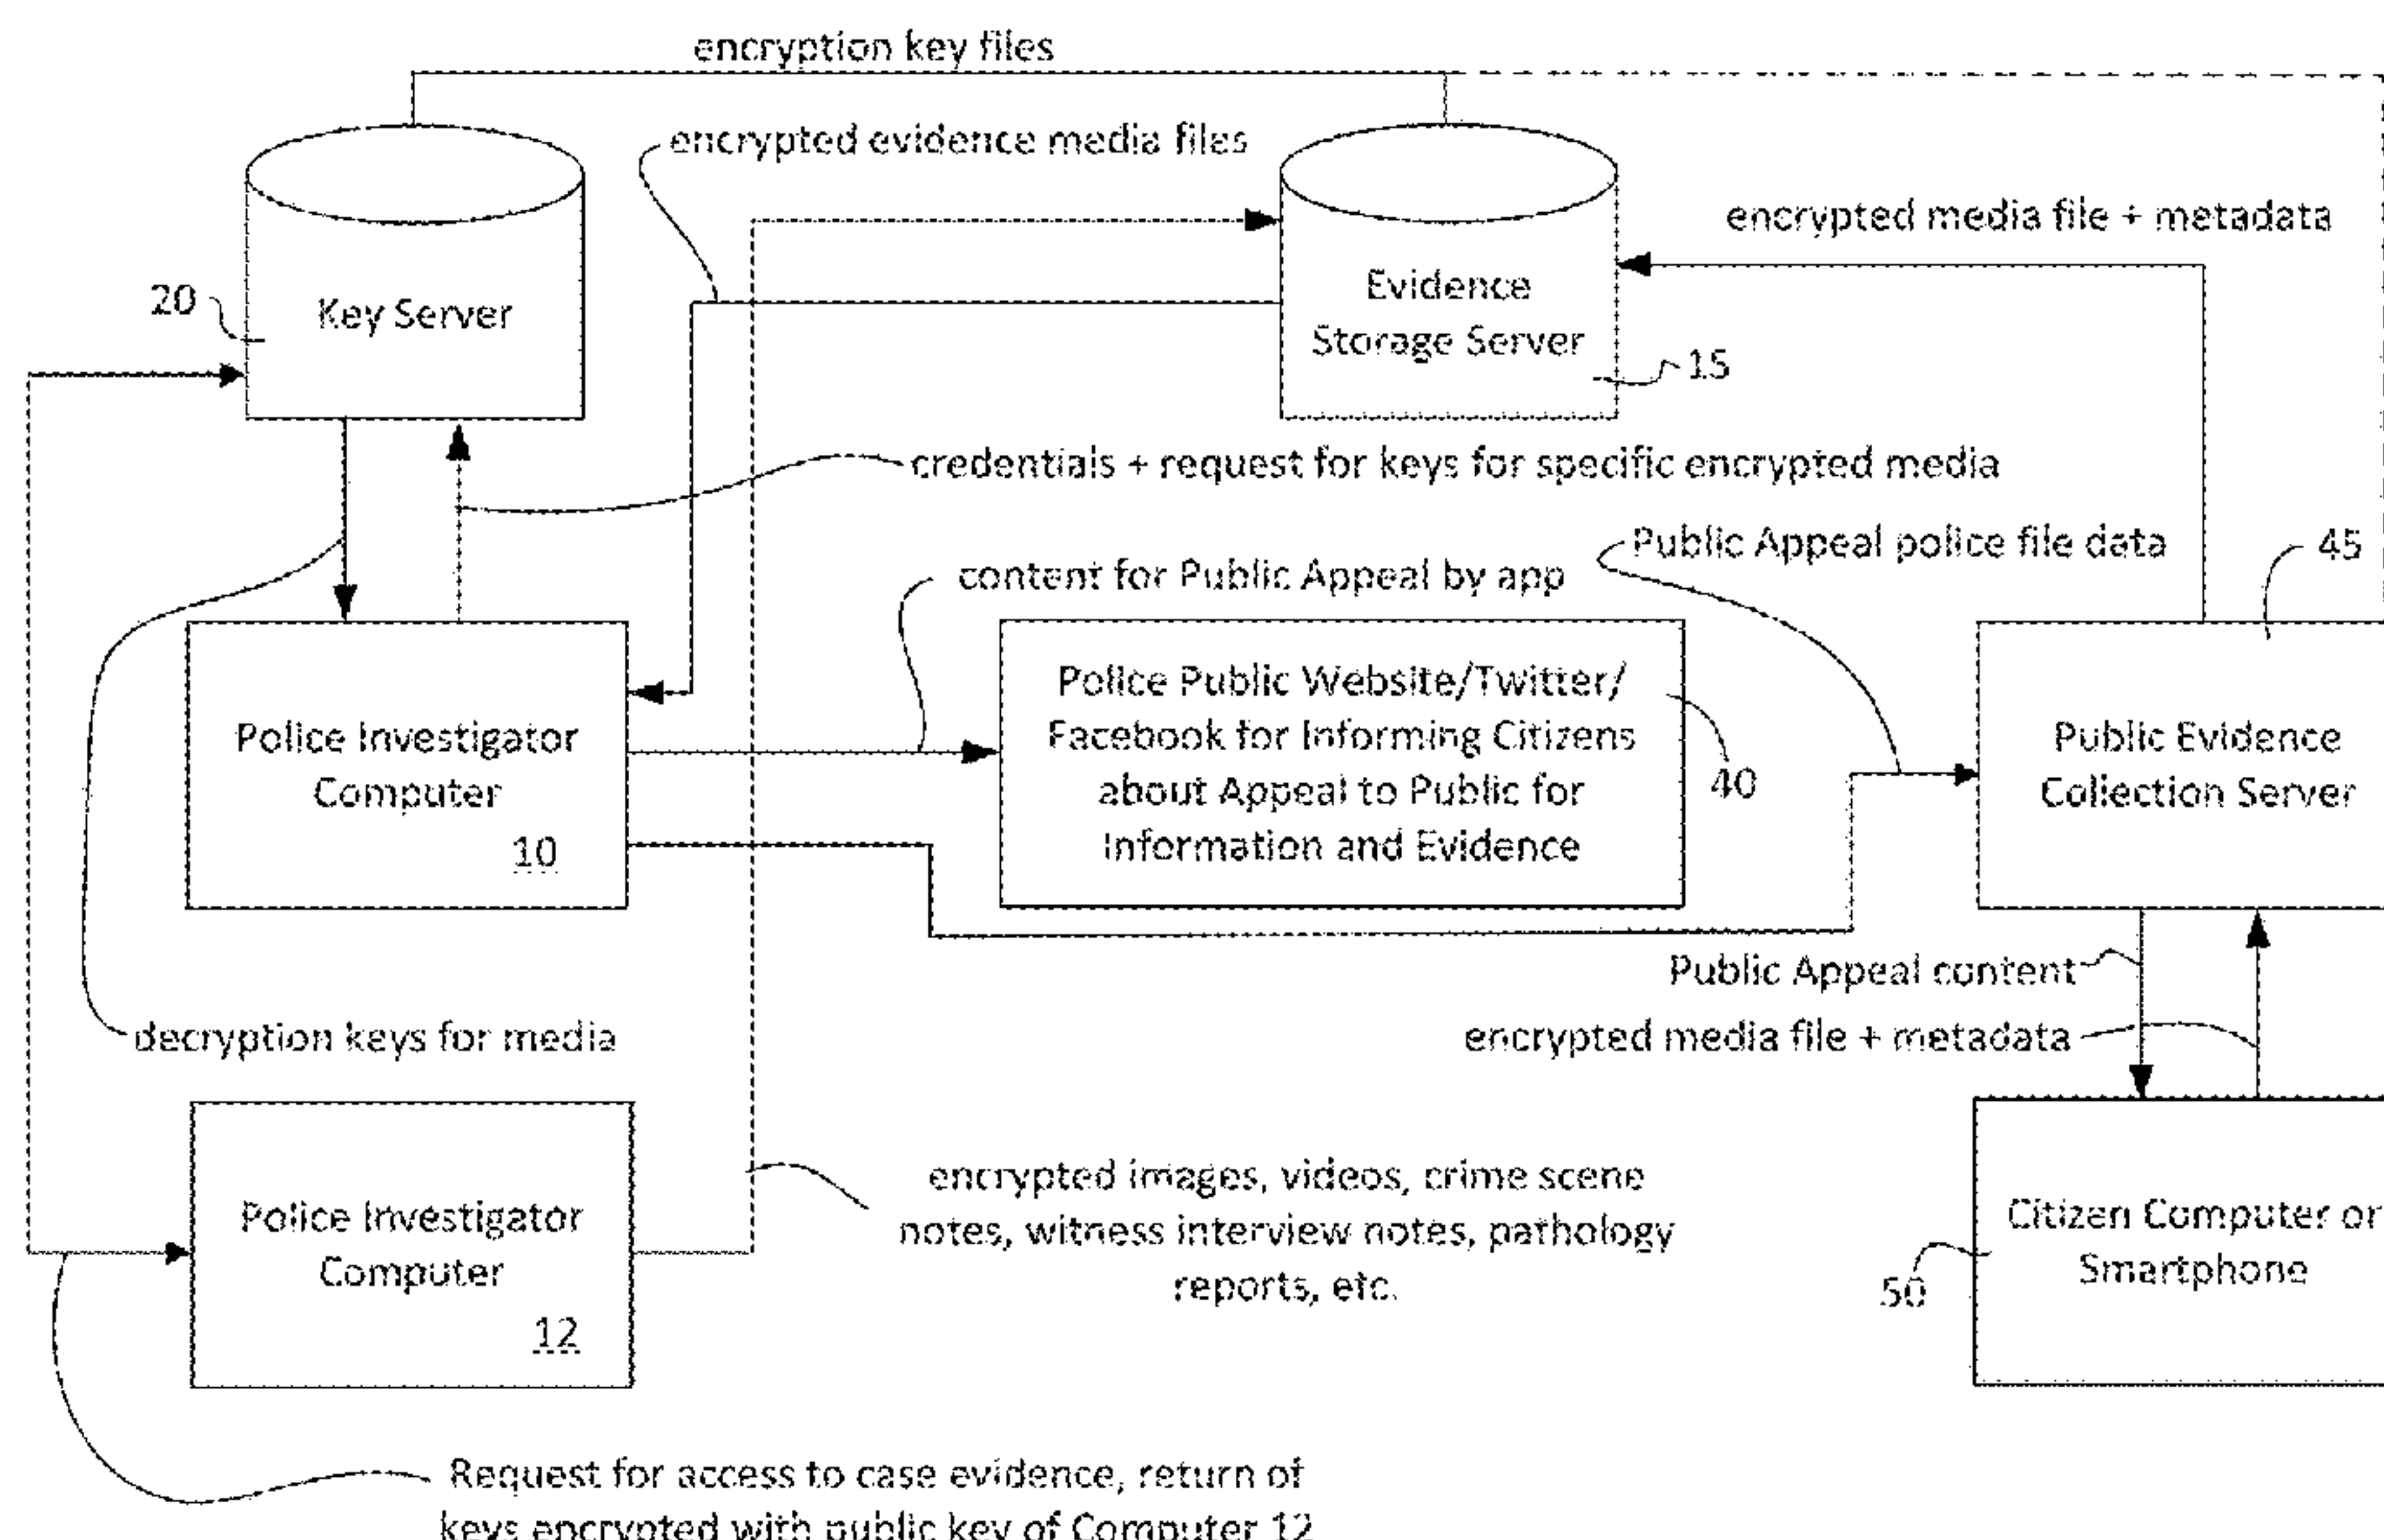 encryption key files
encrypted evidence media files
encrypted media file + metadata
20
Key Server
Evidence
Storage Server
15
credentials + request for keys for specific encrypted media
Public Appeal police file data
45
content for Public Appeal by app
Police Investigator
Computer
10
Police Public Website/Twitter/
Facebook for Informing Citizens
about Appeal to Public for
Information and Evidence
40
Public Evidence
Collection Server
Public Appeal content
encrypted media file + metadata
decryption keys for media
Police Investigator
Computer
12
encrypted images, videos, crime scene
notes, witness interview notes, pathology
reports, etc.
Citizen Computer or
Smartphone
50
Request for access to case evidence, return of
keys encrypted with public key of Computer 12